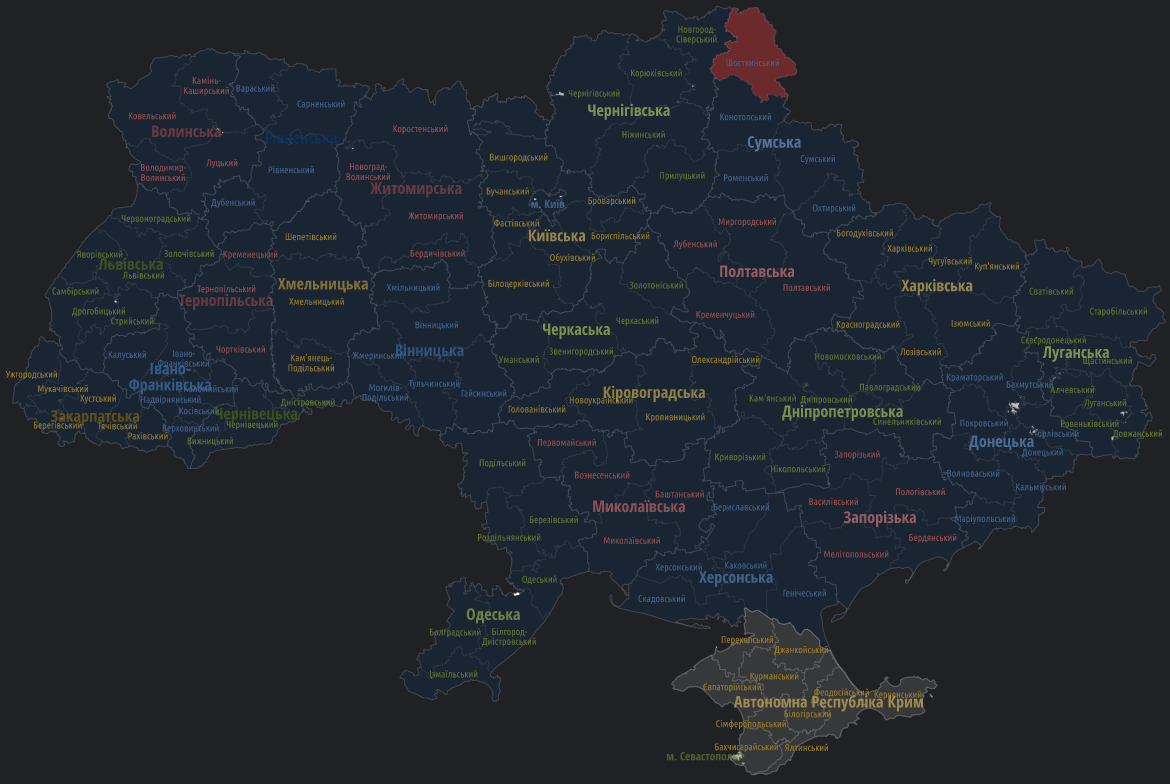 Новгород-
Сіверський
Шосткинський
Корюківський
Камінь-
Каширський
Вараський
Чернігівський
Сарненський
Чернігівська
Ковельський
Конотопський
Волинська
Рівненська
Коростенський
Ніжинський
Сумська
Вишгородський
Сумський
Луцький
Володимир-
Волинський
Рівненський
Новоград-
Волинський
Прилуцький
Роменський
Житомирська
Бучанський
Дубенський
м. Київ
Броварський
Охтирський
Червоноградський
Житомирський
Фастівський
Миргородський
Шепетівський
Київська
Бориспільський
Богодухівський
Лубенський
Харківський
Яворівський
Золочівський
Кременецький
Бердичівський
Обухівський
Чугуївський
Куп’янський
Львівська
Львівський
Полтавська
Самбірський
Тернопільський
Хмельницька
Хмільницький
Білоцерківський
Золотоніський
Полтавський
Харківська
Сватівський
Тернопільська
Хмельницький
Дрогобицький
Стрийський
Кременчуцький
Старобільський
Черкаський
Вінницький
Черкаська
Красноградський
Ізюмський
Сєвєродонецький
Калуський
Івано-
Франківський
Чортківський
Кам’янець-
Подільський
Жмеринський
Вінницька
Уманський
Звенигородський
Олександрійський
Новомосковський
Лозівський
Луганська
Щастинський
Ужгородський
Івано-
Франківська
Мукачівський
Коломийський
Могилів-
Подільський
Тульчинський
Гайсинський
Кіровоградська
Краматорський
Бахмутський
Хустський
Надвірнянський
Дністровський
Новоукраїнський
Кам’янський
Дніпровський
Павлоградський
Алчевський
Луганський
Закарпатська
Косівський
Чернівецька
Голованівський
Кропивницький
Дніпропетровська
Берегівський
Тячівський
Рахівський
Верховинський
Чернівецький
Вижницький
Синельниківський
Покровський
Горлівський
Ровеньківський
Довжанський
Первомайський
Донецька
Донецький
Подільський
Вознесенський
Криворізький
Нікопольський
Запорізький
Волноваський
Кальміуський
Баштанський
Миколаївська
Бериславський
Василівський
Пологівський
Березівський
Запорізька
Маріупольський
Роздільнянський
Миколаївський
Бердянський
Мелітопольський
Одеський
Херсонський
Каховський
Херсонська
Скадовський
Генічеський
Одеська
Болградський
Білгород-
Дністровський
Ізмаїльський
Перекопський
Джанкойський
Курманський
Євпаторійський
Феодосійський
Керченський
Автономна Республіка Крим
Білогірський
Сімферопольський
Бахчисарайський
Ялтинський
м. Севастополь